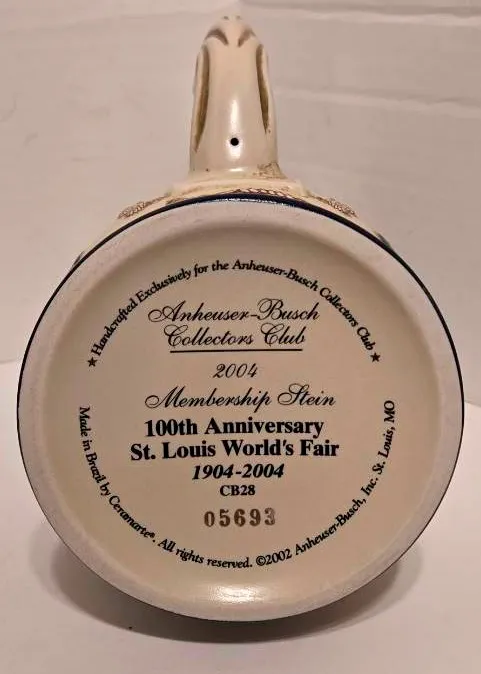 ★ Handcrafted Exclusively for the Anheuser-Busch Collectors Club ★
Anheuser-Busch
Collectors Club
2004
Membership Stein
100th Anniversary
St. Louis World's Fair
1904-2004
CB28
05693
Made in Brazil by Ceramarte®. All rights reserved. ©2002 Anheuser-Busch, Inc. St. Louis, MO